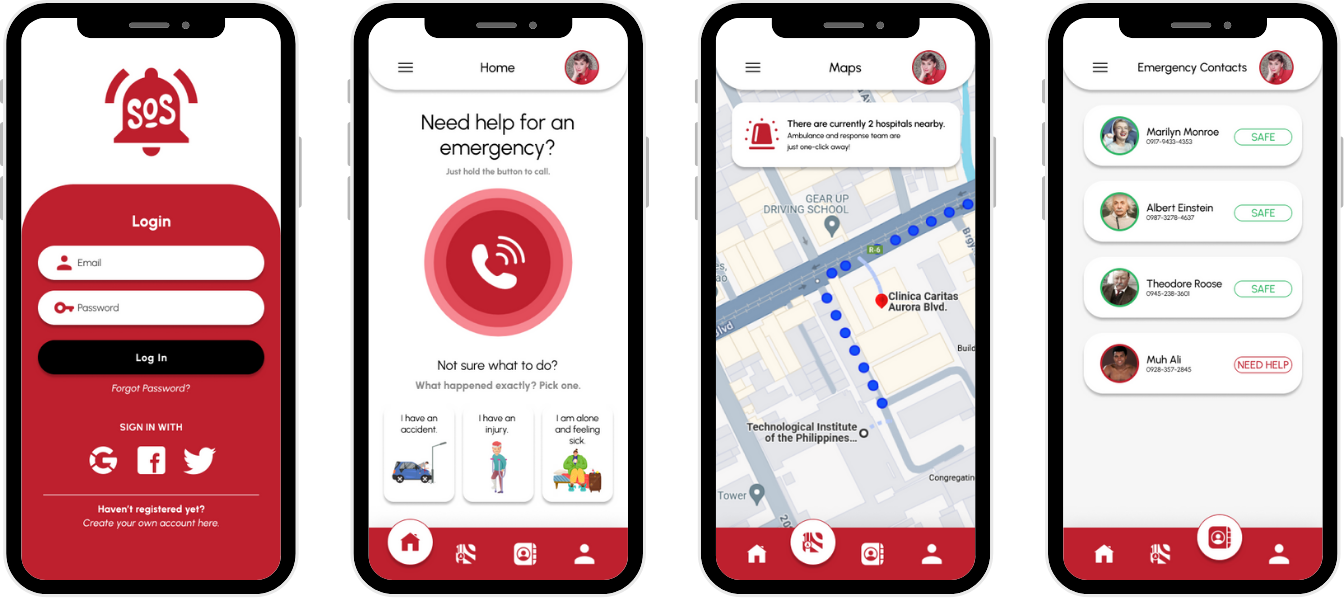 SOS
Login
Email
Password
Log In
Forgot Password?
SIGN IN WITH
Haven't registered yet?
Create your own account here.
Home
Need help for an
emergency?
Just hold the button to call.
Not sure what to do?
What happened exactly? Pick one.
I have an
accident.
I have an
injury.
I am alone
and feeling
sick.
Maps
There are currently 2 hospitals nearby.
Ambulance and response team are
just one-click away!
GEAR UP
DRIVING SCHOOL
R-6
Clinica Caritas
Aurora Blvd.
Technological Institute
of the Philippines...
Congregating
Tower
Emergency Contacts
Marilyn Monroe
0917-9433-4353
SAFE
Albert Einstein
0987-3278-4637
SAFE
Theodore Roose
0945-238-3601
SAFE
Muh Ali
0928-357-2845
NEED HELP